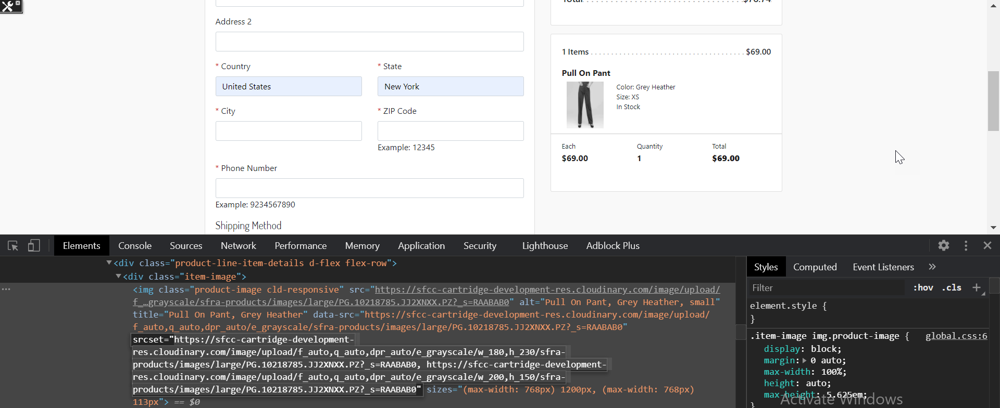 Total $76.74
Address 2
1 Items $69.00
* Country * State
Pull On Pant
United States New York
Color: Grey Heather
Size: XS
In Stock
* City * ZIP Code
Example: 12345
Each Quantity Total
$69.00 1 $69.00
* Phone Number
Example: 9234567890
Shipping Method
Elements Console Sources Network Performance Memory Application Security Lighthouse Adblock Plus
<div class="product-line-item-details d-flex flex-row">
<div class="item-image">
<img class="product-image cld-responsive" src="https://sfcc-cartridge-development-res.cloudinary.com/image/upload/
f_…grayscale/sfra-products/images/large/PG.10218785.JJ2XNXX.PZ?_s=RAABAB0" alt="Pull On Pant, Grey Heather, small"
title="Pull On Pant, Grey Heather" data-src="https://sfcc-cartridge-development-res.cloudinary.com/image/upload/
f_auto,q_auto,dpr_auto/e_grayscale/sfra-products/images/large/PG.10218785.JJ2XNXX.PZ?_s=RAABAB0"
srcset="https://sfcc-cartridge-development-
res.cloudinary.com/image/upload/f_auto,q_auto,dpr_auto/e_grayscale/w_180,h_230/sfra-
products/images/large/PG.10218785.JJ2XNXX.PZ?_s=RAABAB0, https://sfcc-cartridge-development-
res.cloudinary.com/image/upload/f_auto,q_auto,dpr_auto/e_grayscale/w_200,h_150/sfra-
products/images/large/PG.10218785.JJ2XNXX.PZ?_s=RAABAB0" sizes="(max-width: 768px) 1200px, (max-width: 768px)
113px"> == $0
Styles Computed Event Listeners »
Filter :hov .cls +
element.style {
}
.item-image img.product-image { global.css:6
display: block;
margin: 0 auto;
max-width: 100%;
height: auto;
max-height: 5.625em;
}
Activate Windows